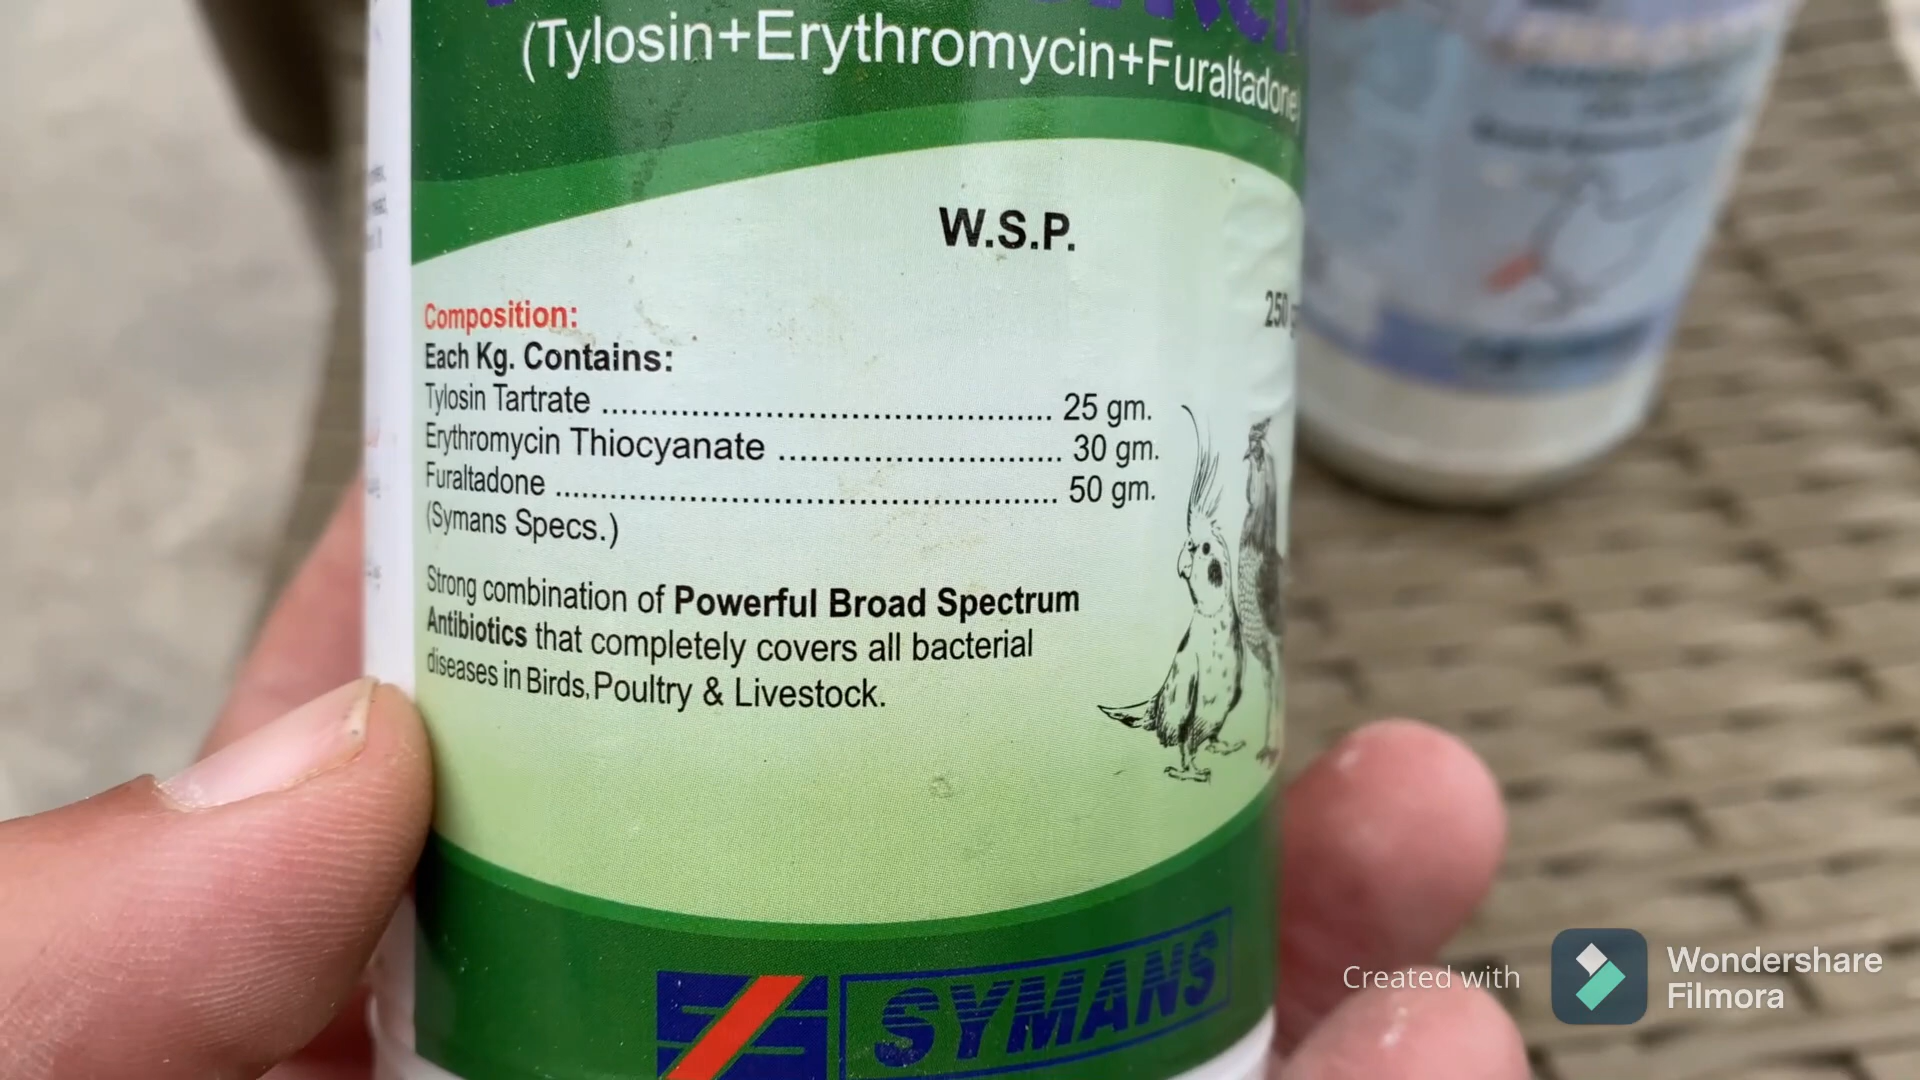 (Tylosin+Erythromycin+Furaltadone)
W.S.P.
250
Composition:
Each Kg. Contains:
Tylosin Tartrate ............................................. 25 gm.
Erythromycin Thiocyanate ............................. 30 gm.
Furaltadone ................................................... 50 gm.
(Symans Specs.)
Strong combination of Powerful Broad Spectrum
Antibiotics that completely covers all bacterial
diseases in Birds, Poultry & Livestock.
SYMANS
Created with
Wondershare
Filmora